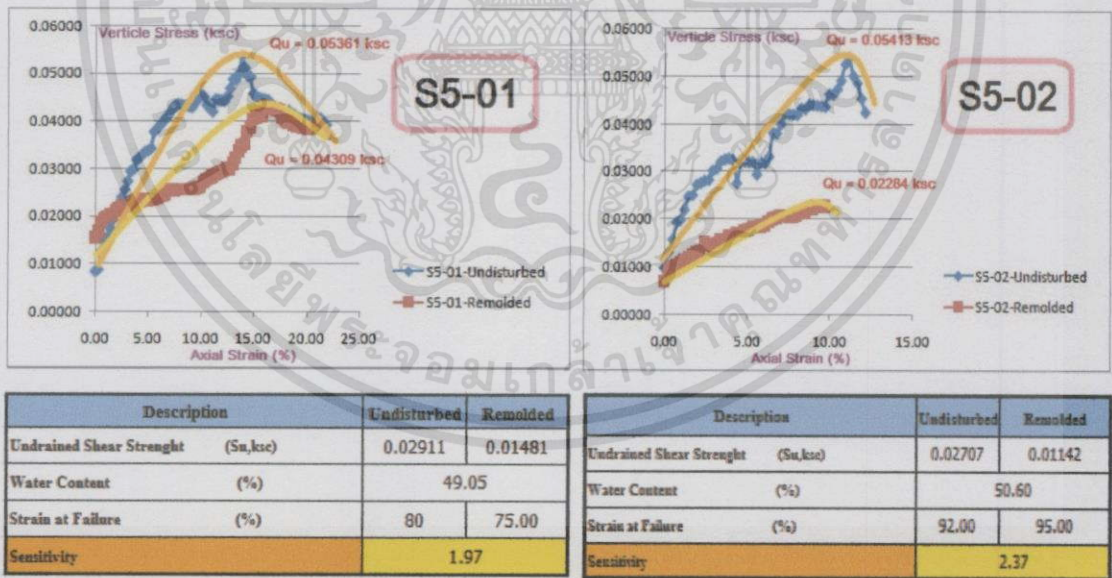 Verticle Stress (ksc)
Qu = 0.05361 ksc
S5-01
Qu = 0.04309 ksc
0.06000
0.05000
0.04000
0.03000
0.02000
0.01000
0.00000
0.00 5.00 10.00 15.00 20.00 25.00
Axial Strain (%)
S5-01-Undisturbed
S5-01-Remolded
Verticle Stress (ksc)
Qu = 0.05413 ksc
S5-02
Qu = 0.02284 ksc
0.06000
0.05000
0.04000
0.03000
0.02000
0.01000
0.00000
0.00 5.00 10.00 15.00
Axial Strain (%)
S5-02-Undisturbed
S5-02-Remolded
Description Undisturbed Remolded
Undrained Shear Strenght (Su,ksc) 0.02911 0.01481
Water Content (%) 49.05
Strain at Failure (%) 80 75.00
Sensitivity 1.97
Description Undisturbed Remolded
Undrained Shear Strenght (Su,ksc) 0.02707 0.01142
Water Content (%) 50.60
Strain at Failure (%) 92.00 95.00
Sensitivity 2.37